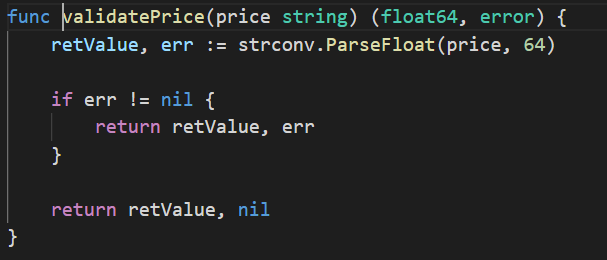 func validatePrice(price string) (float64, error) {
    retValue, err := strconv.ParseFloat(price, 64)
    if err != nil {
        return retValue, err
    }
    return retValue, nil
}